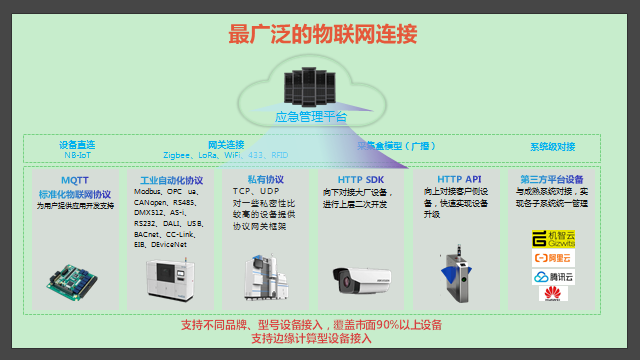 最广泛的物联网连接
应急管理平台
设备直连
NB-IoT
网关连接
Zigbee、LoRa、WiFi、433、RFID
采集盒模型（广播）
系统级对接
MQTT
标准化物联网协议
为用户提供应用开发支持
工业自动化协议
Modbus、OPC ua、
CANopen、RS485、
DMX512、AS-i、
RS232、DALI、USB、
BACnet、CC-Link、
EIB、DEviceNet
私有协议
TCP、UDP
对一些私密性比
较高的设备提供
协议网关框架
HTTP SDK
向下对接大厂设备，
进行上层二次开发
HTTP API
向上对接客户侧设
备，快速实现设备
升级
第三方平台设备
与成熟系统对接，实
现各子系统统一管理
机智云
Gizwits
阿里云
腾讯云
HUAWEI
支持不同品牌、型号设备接入，覆盖市面90%以上设备
支持边缘计算型设备接入